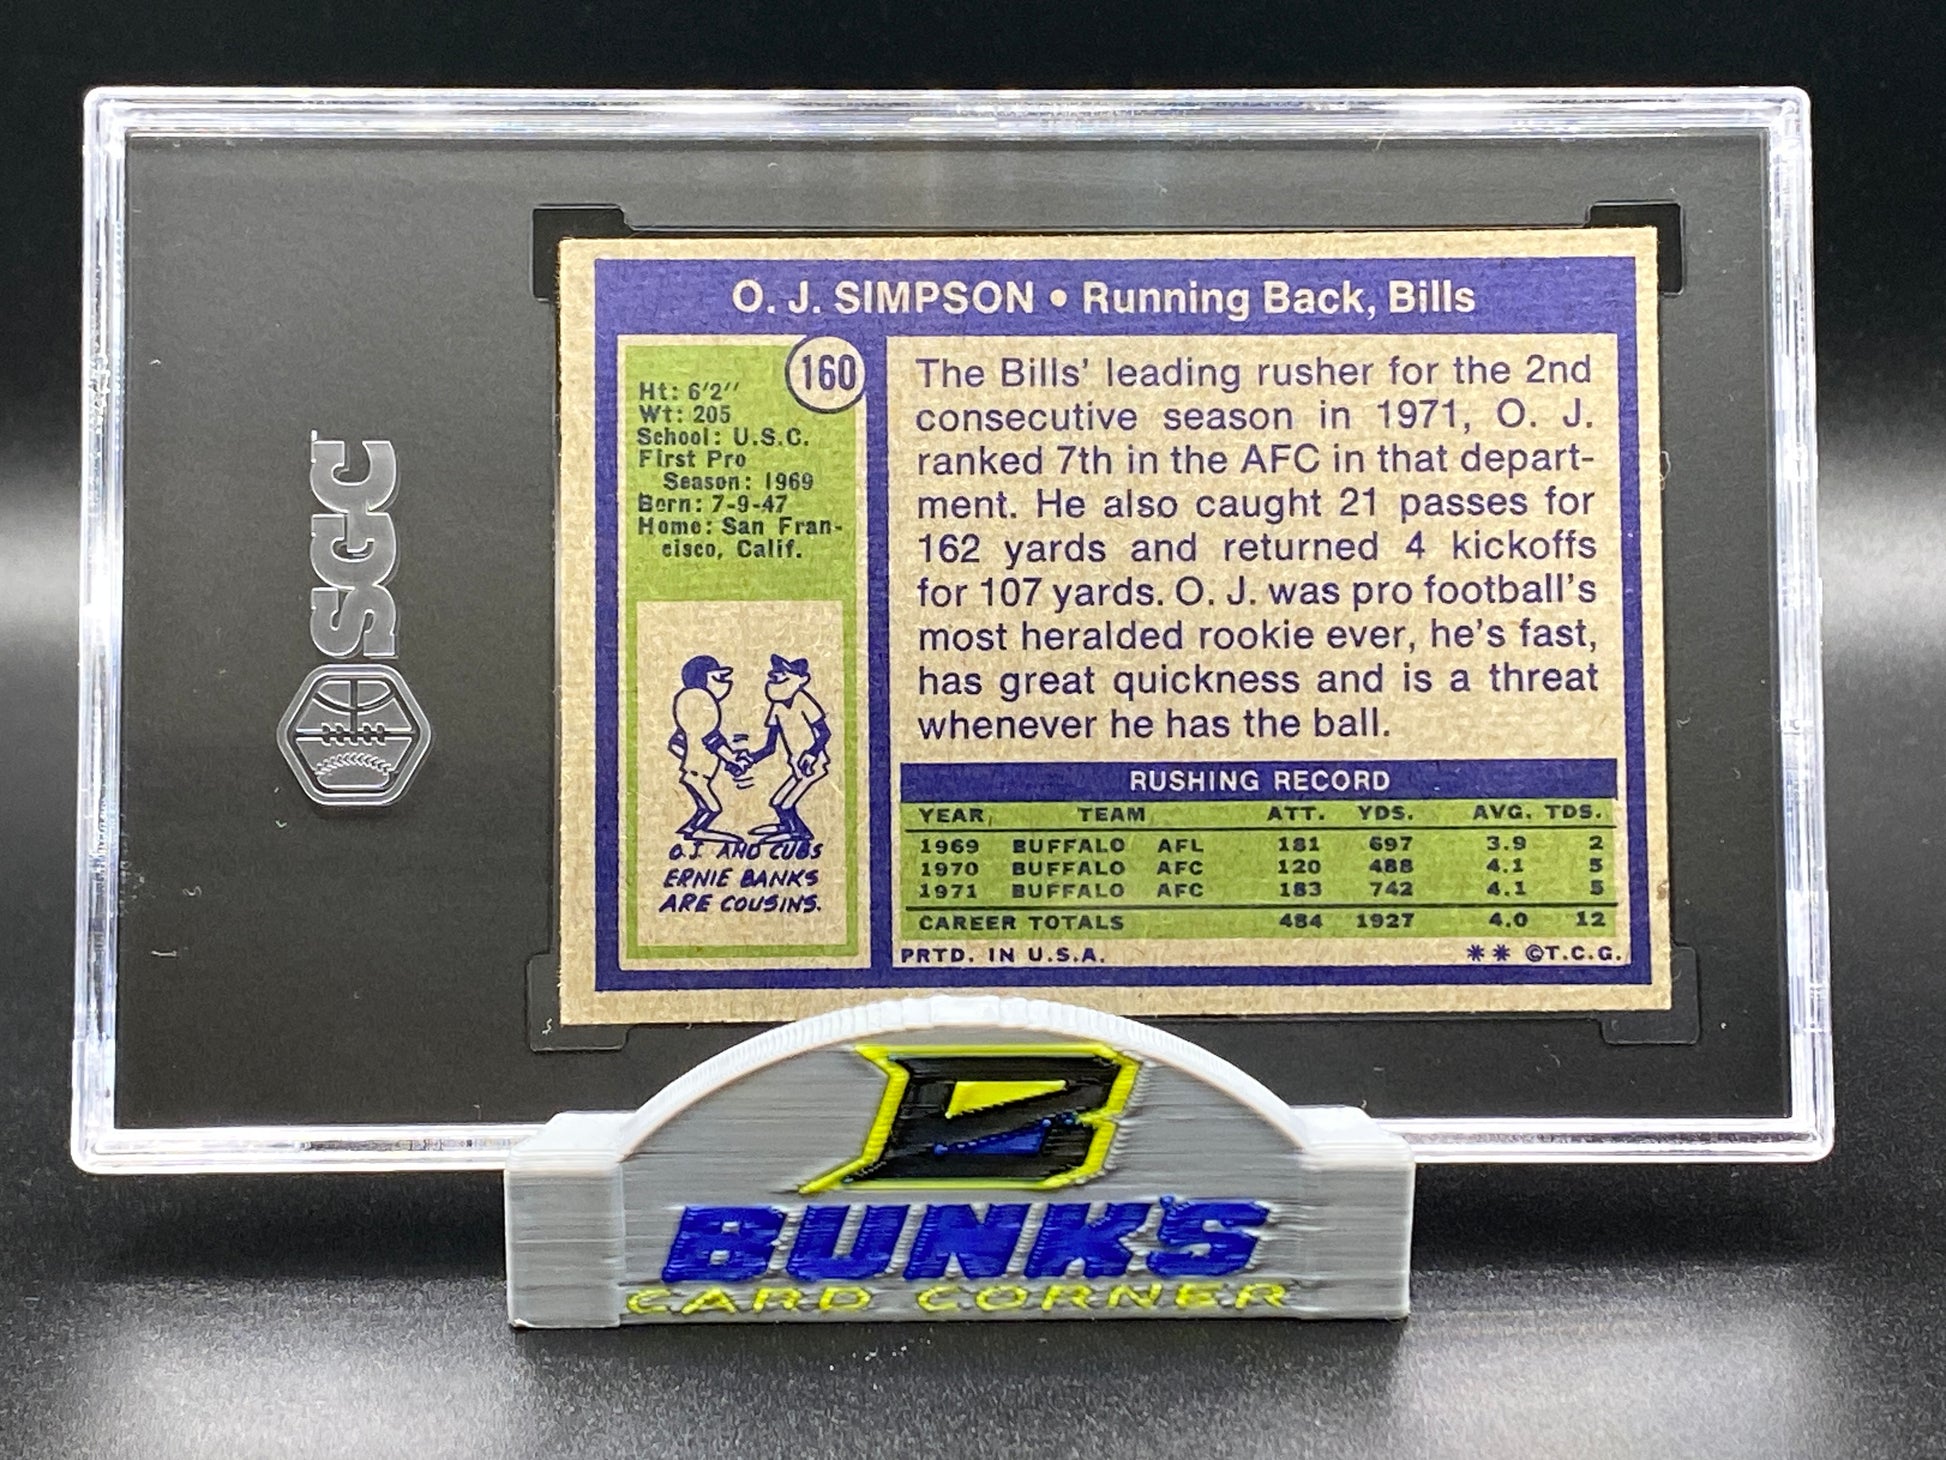 SGC
O. J. SIMPSON • Running Back, Bills
160
Ht: 6'2''
Wt: 205
School: U.S.C.
First Pro
Season: 1969
Born: 7-9-47
Home: San Fran-
cisco, Calif.
O.J. AND CUBS
ERNIE BANKS
ARE COUSINS.
The Bills' leading rusher for the 2nd
consecutive season in 1971, O. J.
ranked 7th in the AFC in that depart-
ment. He also caught 21 passes for
162 yards and returned 4 kickoffs
for 107 yards. O. J. was pro football's
most heralded rookie ever, he's fast,
has great quickness and is a threat
whenever he has the ball.
RUSHING RECORD
YEAR TEAM ATT. YDS. AVG. TDS.
1969 BUFFALO AFL 181 697 3.9 2
1970 BUFFALO AFC 120 488 4.1 5
1971 BUFFALO AFC 183 742 4.1 5
CAREER TOTALS 484 1927 4.0 12
PRTD. IN U.S.A. ** ©T.C.G.
B
BUNK'S
CARD CORNER